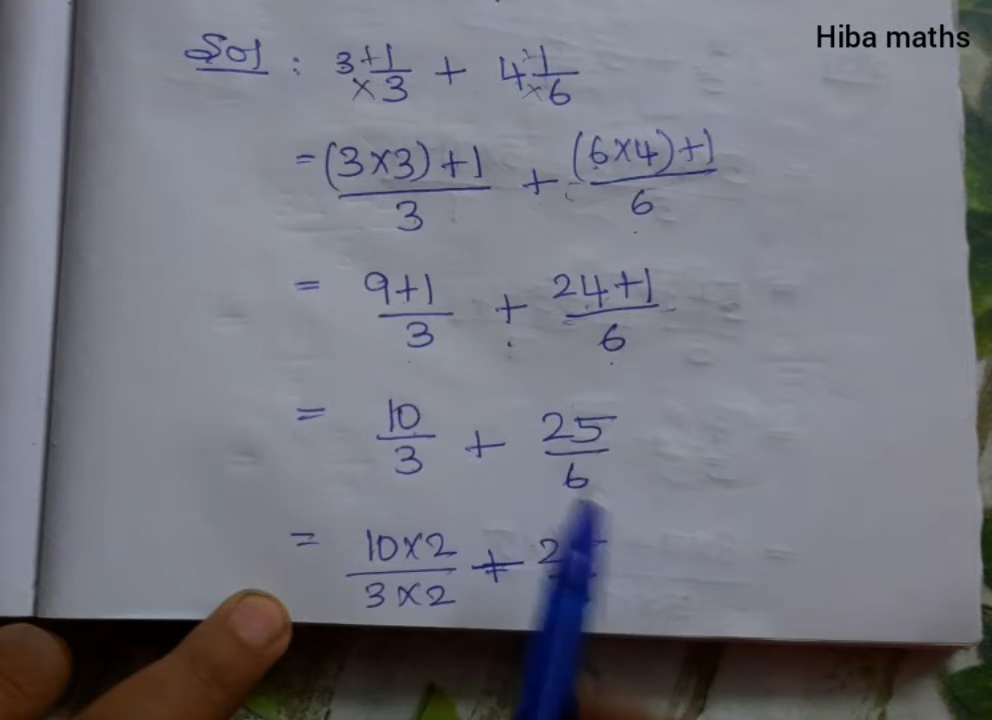 Hiba maths
Sol : 3 1/3 + 4 1/6
= (3×3)+1/3 + (6×4)+1/6
= 9+1/3 + 24+1/6
= 10/3 + 25/6
= 10×2/3×2 +